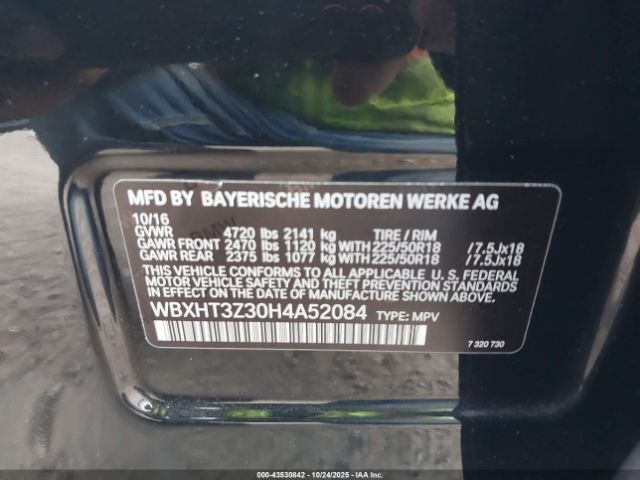 MFD BY BAYERISCHE MOTOREN WERKE AG
10/16
GVWR 4720 lbs 2141 kg TIRE / RIM
GAWR FRONT 2470 lbs 1120 kg WITH 225/50R18 /7.5Jx18
GAWR REAR 2375 lbs 1077 kg WITH 225/50R18 /7.5Jx18
THIS VEHICLE CONFORMS TO ALL APPLICABLE U. S. FEDERAL
MOTOR VEHICLE SAFETY, BUMPER, AND THEFT PREVENTION
STANDARDS IN EFFECT ON THE DATE OF MANUFACTURE SHOWN ABOVE.
WBXHT3Z30H4A52084 TYPE: MPV
7 320 730
000-43530842 - 10/24/2025 - IAAI, Inc.